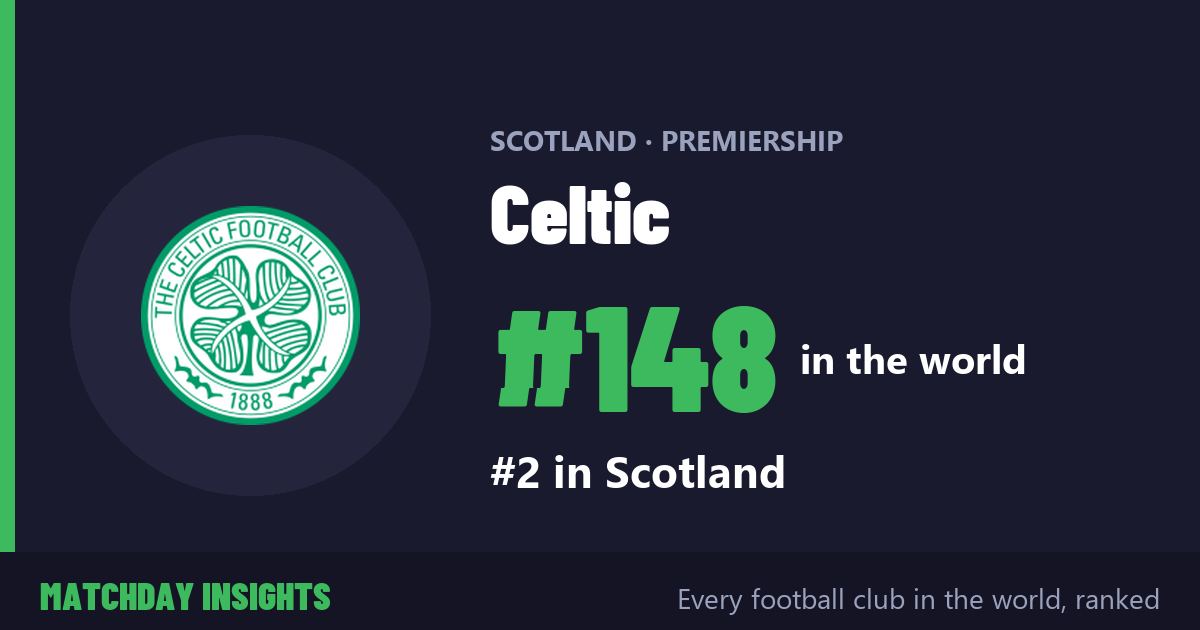 SCOTLAND · PREMIERSHIP
Celtic
THE CELTIC FOOTBALL CLUB
1888
#148 in the world
#2 in Scotland
MATCHDAY INSIGHTS
Every football club in the world, ranked